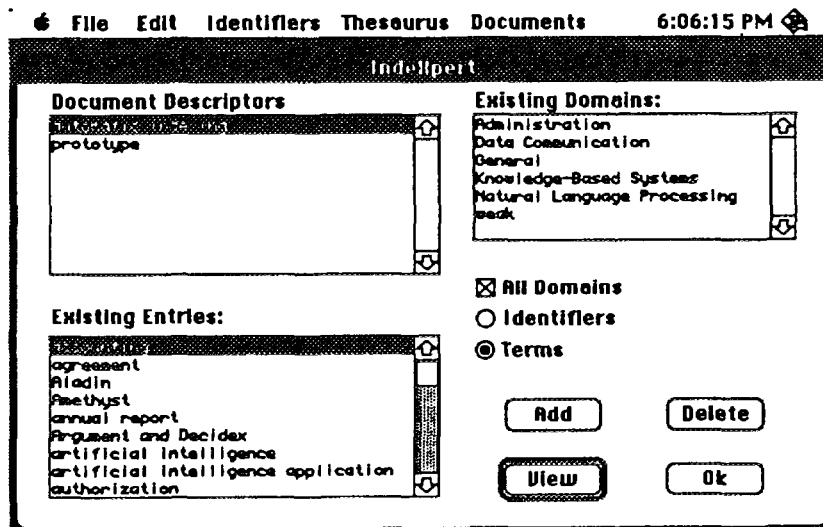 File Edit Identifiers Thesaurus Documents 6:06:15 PM
IndeXpert
Document Descriptors
prototype
Existing Domains:
Administration
Data Communication
General
Knowledge-Based Systems
Natural Language Processing
weak
All Domains
Identifiers
Terms
Existing Entries:
agreement
Aladin
Amethyst
annual report
Argument and Decidex
artificial intelligence
artificial intelligence application
authorization
Add Delete
View Ok